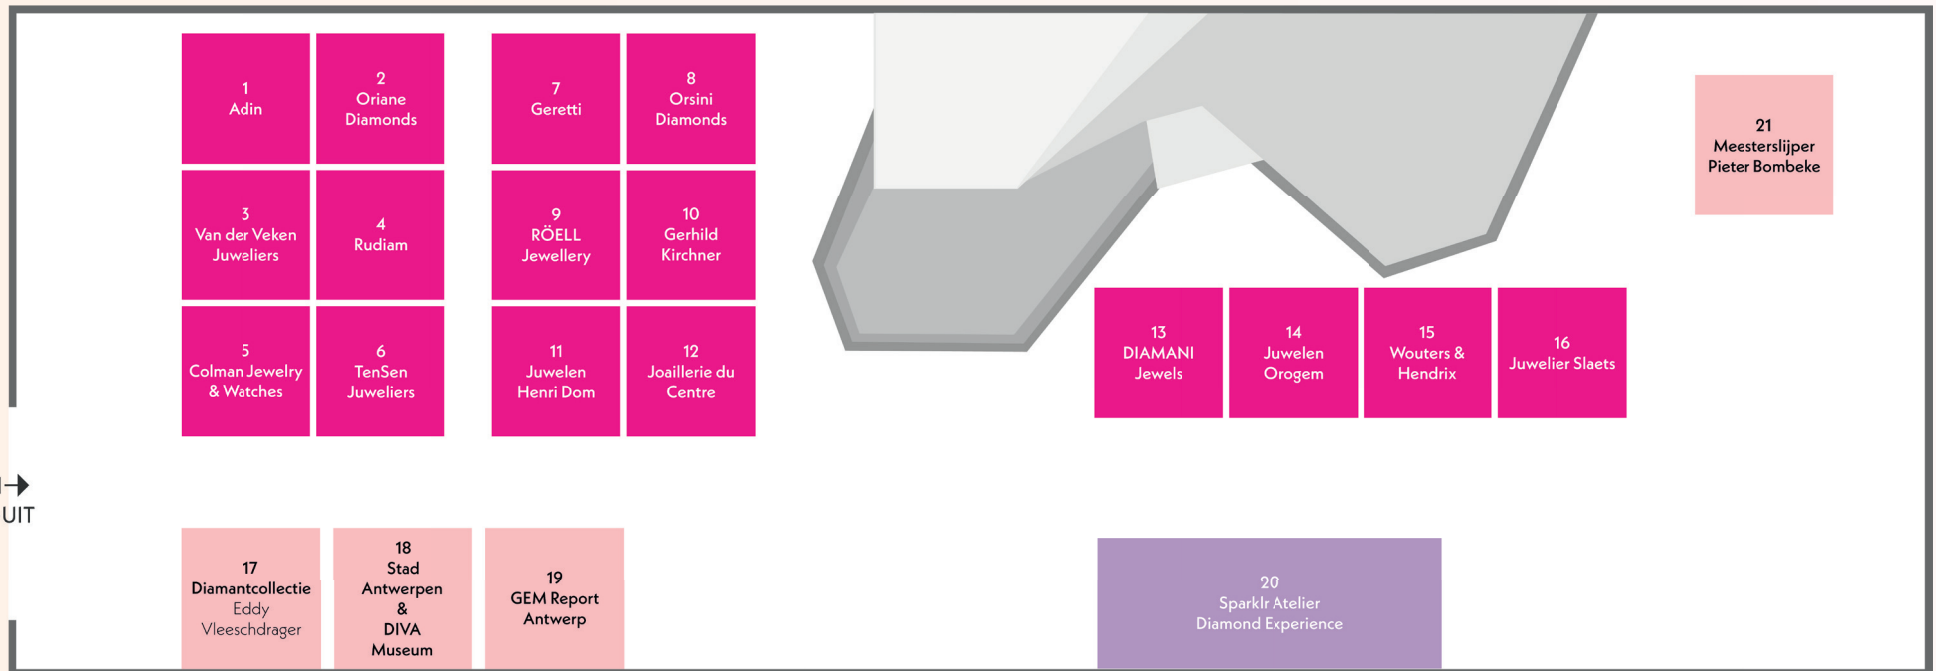 1
Adin
2
Oriane
Diamonds
7
Geretti
8
Orsini
Diamonds
21
Meesterslijper
Pieter Bombeke
3
Van der Veken
Juweliers
4
Rudiam
9
RÖELL
Jewellery
10
Gerhild
Kirchner
5
Colman Jewelry
& Watches
6
TenSen
Juweliers
11
Juwelen
Henri Dom
12
Joaillerie du
Centre
13
DIAMANI
Jewels
14
Juwelen
Orogem
15
Wouters &
Hendrix
16
Juwelier Slaets
UIT
17
Diamantcollectie
Eddy
Vleeschdrager
18
Stad
Antwerpen
&
DIVA
Museum
19
GEM Report
Antwerp
20
Sparklr Atelier
Diamond Experience